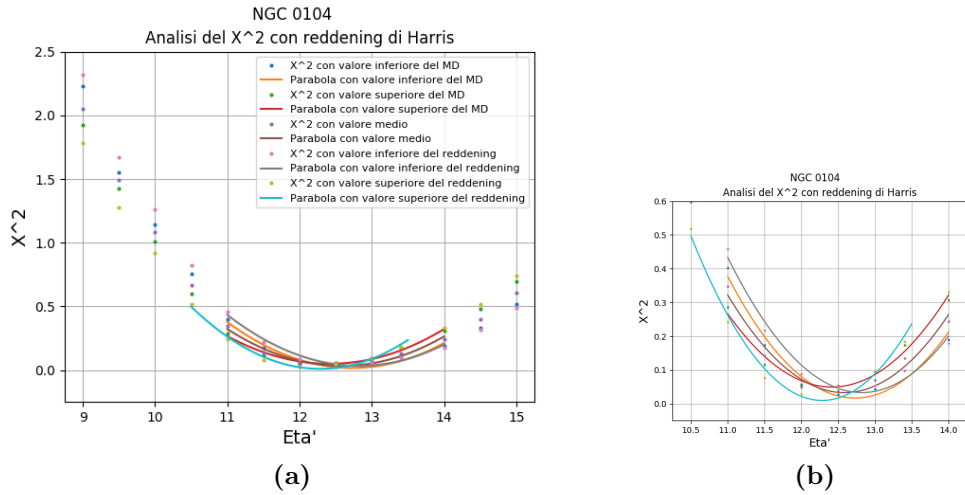 NGC 0104
Analisi del X^2 con reddening di Harris
2.5
2.0
1.5
1.0
0.5
0.0
X^2
X^2 con valore inferiore del MD
Parabola con valore inferiore del MD
X^2 con valore superiore del MD
Parabola con valore superiore del MD
X^2 con valore medio
Parabola con valore medio
X^2 con valore inferiore del reddening
Parabola con valore inferiore del reddening
X^2 con valore superiore del reddening
Parabola con valore superiore del reddening
9 10 11 12 13 14 15
Eta'
(a)
NGC 0104
Analisi del X^2 con reddening di Harris
0.6
0.5
0.4
0.3
0.2
0.1
0.0
X^2
10.5 11.0 11.5 12.0 12.5 13.0 13.5 14.0
Eta'
(b)